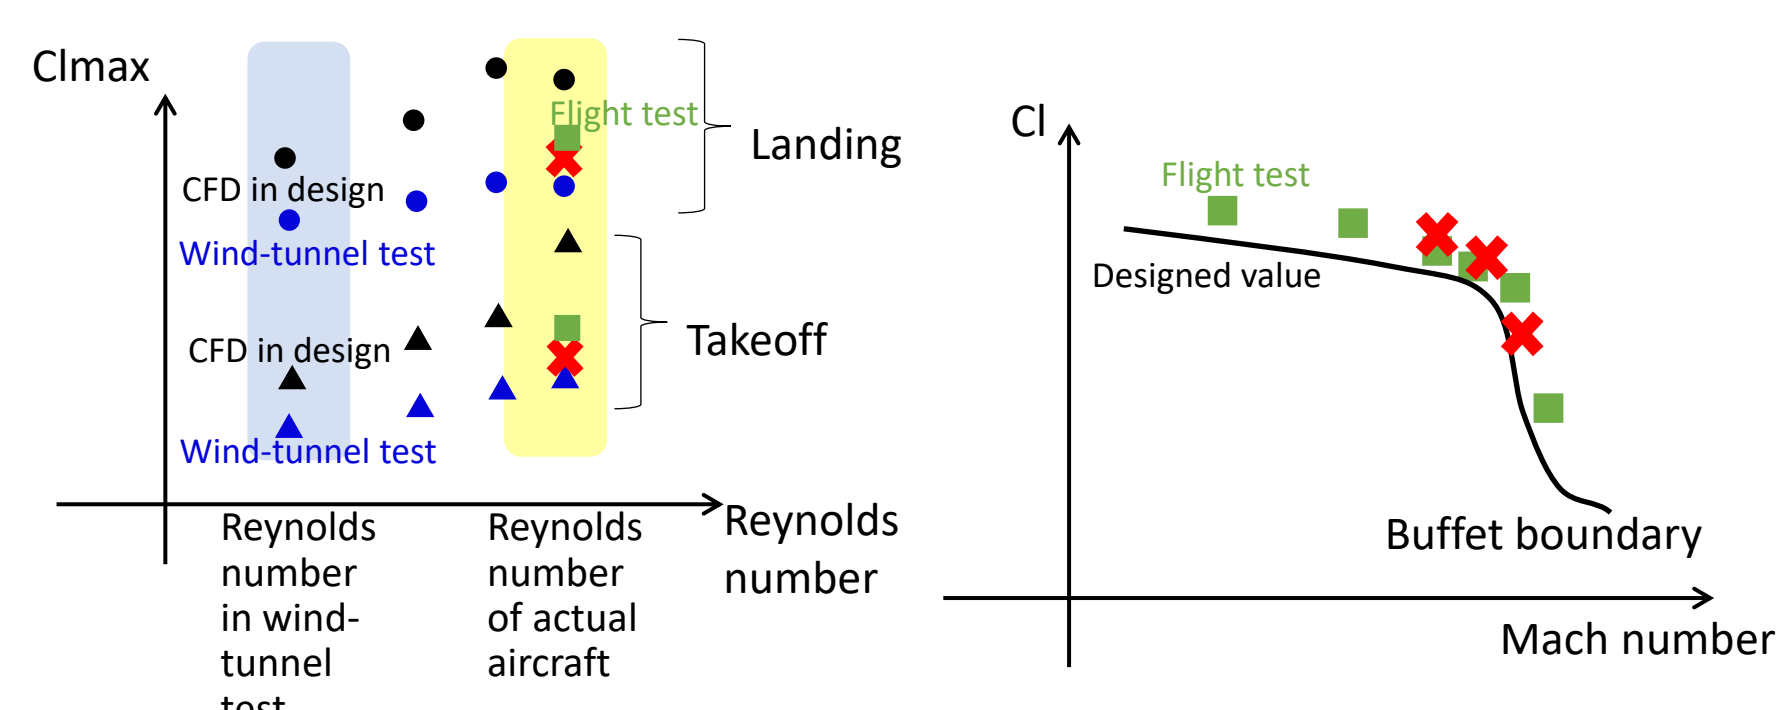 Clmax
Flight test
Landing
CFD in design
Wind-tunnel test
Takeoff
CFD in design
Wind-tunnel test
Reynolds
number
in wind-
tunnel
test
Reynolds
number
of actual
aircraft
Reynolds
number
Cl
Flight test
Designed value
Buffet boundary
Mach number